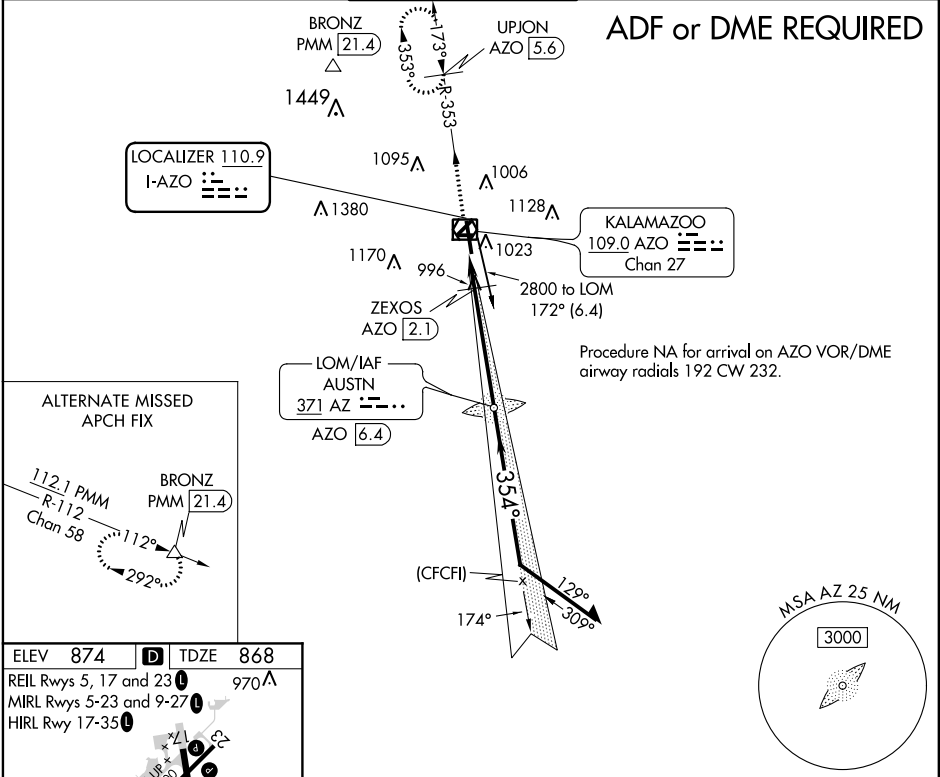 ADF or DME REQUIRED
BRONZ
PMM 21.4
UPJON
AZO 5.6
173°
353°
R-353
1449
LOCALIZER 110.9
I-AZO
1095
1006
1380
1128
KALAMAZOO
109.0 AZO
Chan 27
1170
1023
996
2800 to LOM
172° (6.4)
ZEXOS
AZO 2.1
Procedure NA for arrival on AZO VOR/DME
airway radials 192 CW 232.
LOM/IAF
AUSTN
371 AZ
AZO 6.4
354°
ALTERNATE MISSED
APCH FIX
112.1 PMM
R-112
Chan 58
BRONZ
PMM 21.4
112°
292°
(CFCFI)
x
129°
309°
174°
MSA AZ 25 NM
3000
ELEV 874 D TDZE 868
REIL Rwys 5, 17 and 23 L
970
MIRL Rwys 5-23 and 9-27 L
HIRL Rwy 17-35 L
17
23
P
P
UP